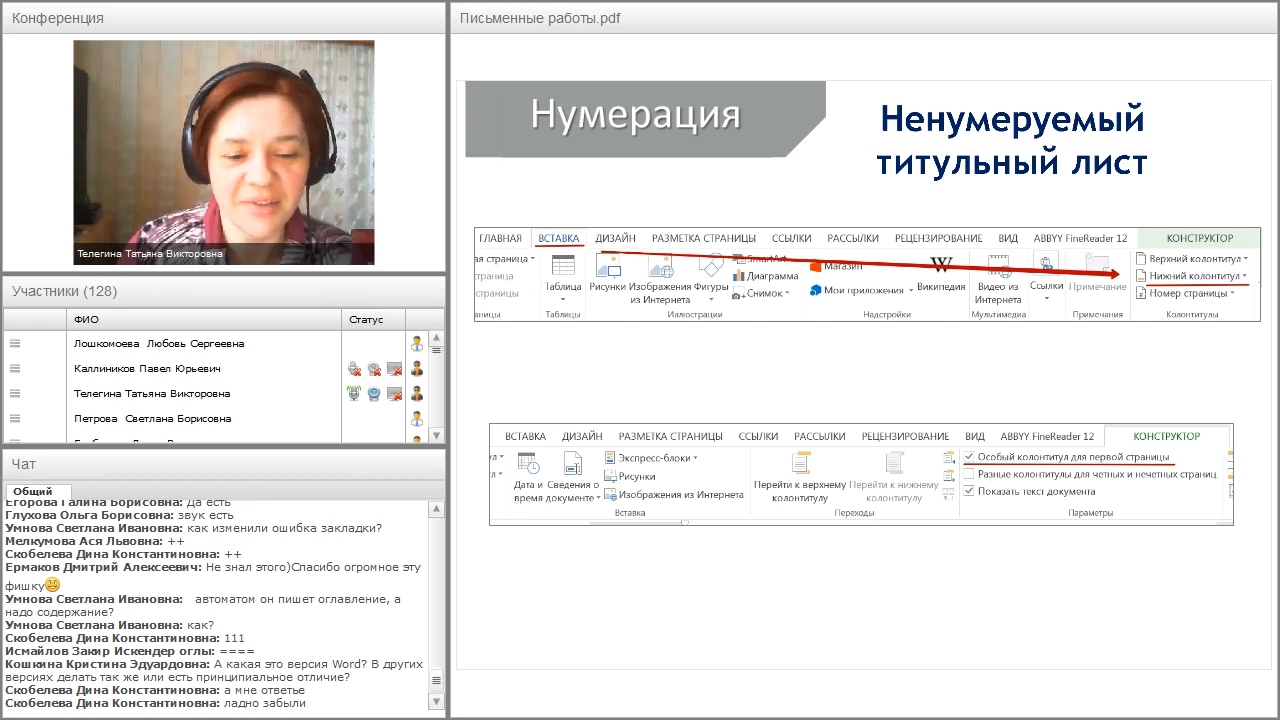 Конференция
Телегина Татьяна Викторовна
Участники (128)
ФИО Статус
Лошкомоева Любовь Сергеевна
Каллиников Павел Юрьевич
Телегина Татьяна Викторовна
Петрова Светлана Борисовна
Чат
Общий
Егорова Галина Борисовна: Да есть
Глухова Ольга Борисовна: звук есть
Умнова Светлана Ивановна: как изменили ошибка закладки?
Мелкумова Ася Львовна: ++
Скобелева Дина Константиновна: ++
Ермаков Дмитрий Алексеевич: Не знал этого)Спасибо огромное эту
фишку
Умнова Светлана Ивановна: автоматом он пишет оглавление, а
надо содержание?
Умнова Светлана Ивановна: как?
Скобелева Дина Константиновна: 111
Исмайлов Закир Искендер оглы: ====
Кошкина Кристина Эдуардовна: А какая это версия Word? В других
версиях делать так же или есть принципиальное отличие?
Скобелева Дина Константиновна: а мне ответье
Скобелева Дина Константиновна: ладно забыли
Письменные работы.pdf
Нумерация
Ненумеруемый
титульный лист
ГЛАВНАЯ ВСТАВКА ДИЗАЙН РАЗМЕТКА СТРАНИЦЫ ССЫЛКИ РАССЫЛКИ РЕЦЕНЗИРОВАНИЕ ВИД ABBYY FineReader 12 КОНСТРУКТОР
ая страница
страница
страницы
аницы
Таблица
Таблицы
Рисунки Изображения Фигуры
из Интернета
SmartArt
Диаграмма
Снимок
Иллюстрации
Магазин
Мои приложения
Википедия
Надстройки
Видео из
Интернета
Мультимедиа
Ссылки
Примечание
Примечания
Верхний колонтитул
Нижний колонтитул
Номер страницы
Колонтитулы
ВСТАВКА ДИЗАЙН РАЗМЕТКА СТРАНИЦЫ ССЫЛКИ РАССЫЛКИ РЕЦЕНЗИРОВАНИЕ ВИД ABBYY FineReader 12 КОНСТРУКТОР
Дата и Сведения о
время документе
Экспресс-блоки
Рисунки
Изображения из Интернета
Вставка
Перейти к верхнему
колонтитулу
Перейти к нижнему
колонтитулу
Переходы
Особый колонтитул для первой страницы
Разные колонтитулы для четных и нечетных страниц
Показать текст документа
Параметры